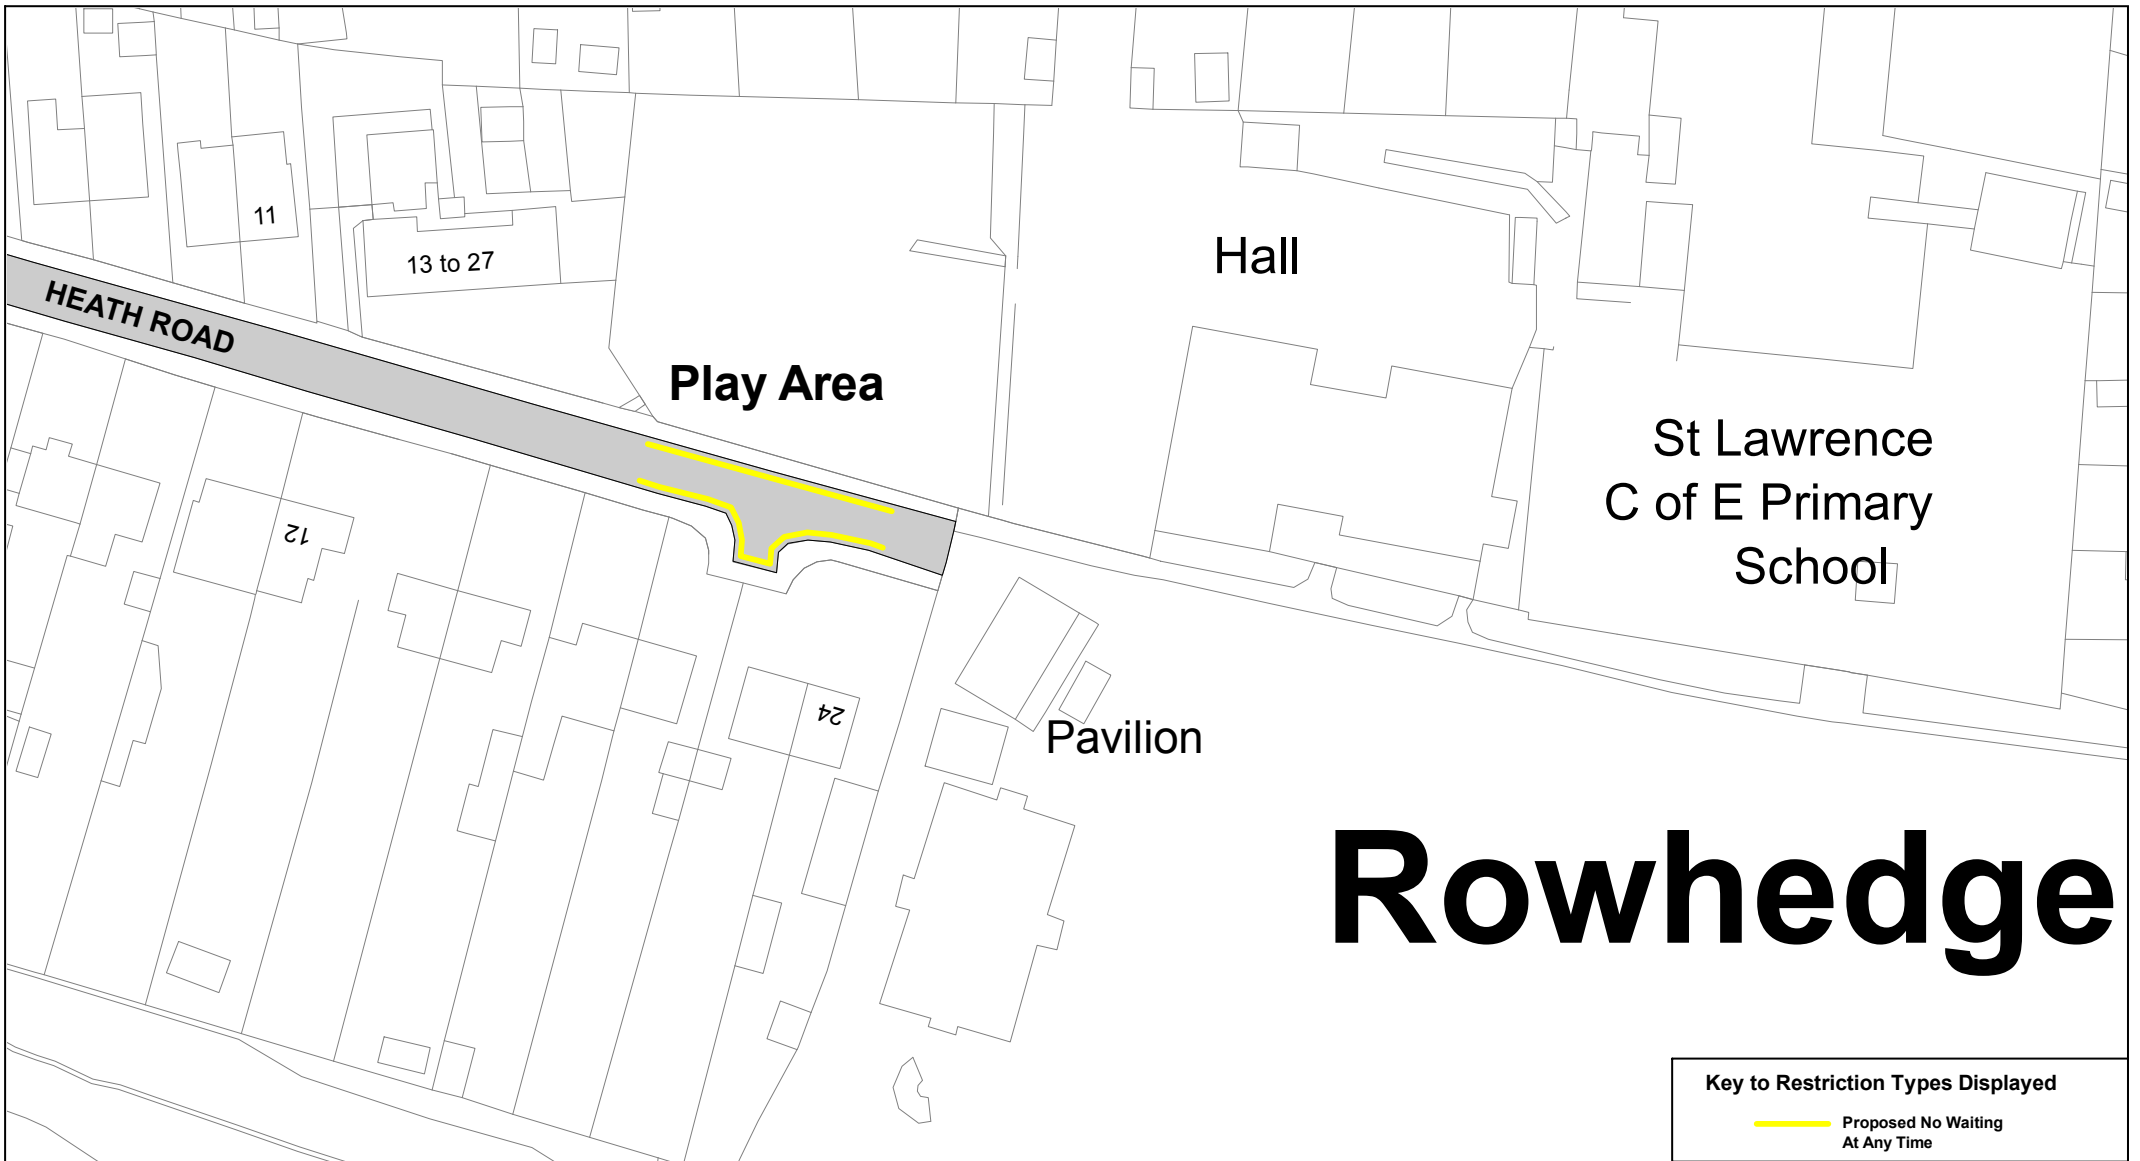 11
13 to 27
HEATH ROAD
Hall
Play Area
St Lawrence
C of E Primary
School
12
24
Pavilion
Rowhedge
Key to Restriction Types Displayed
Proposed No Waiting
At Any Time